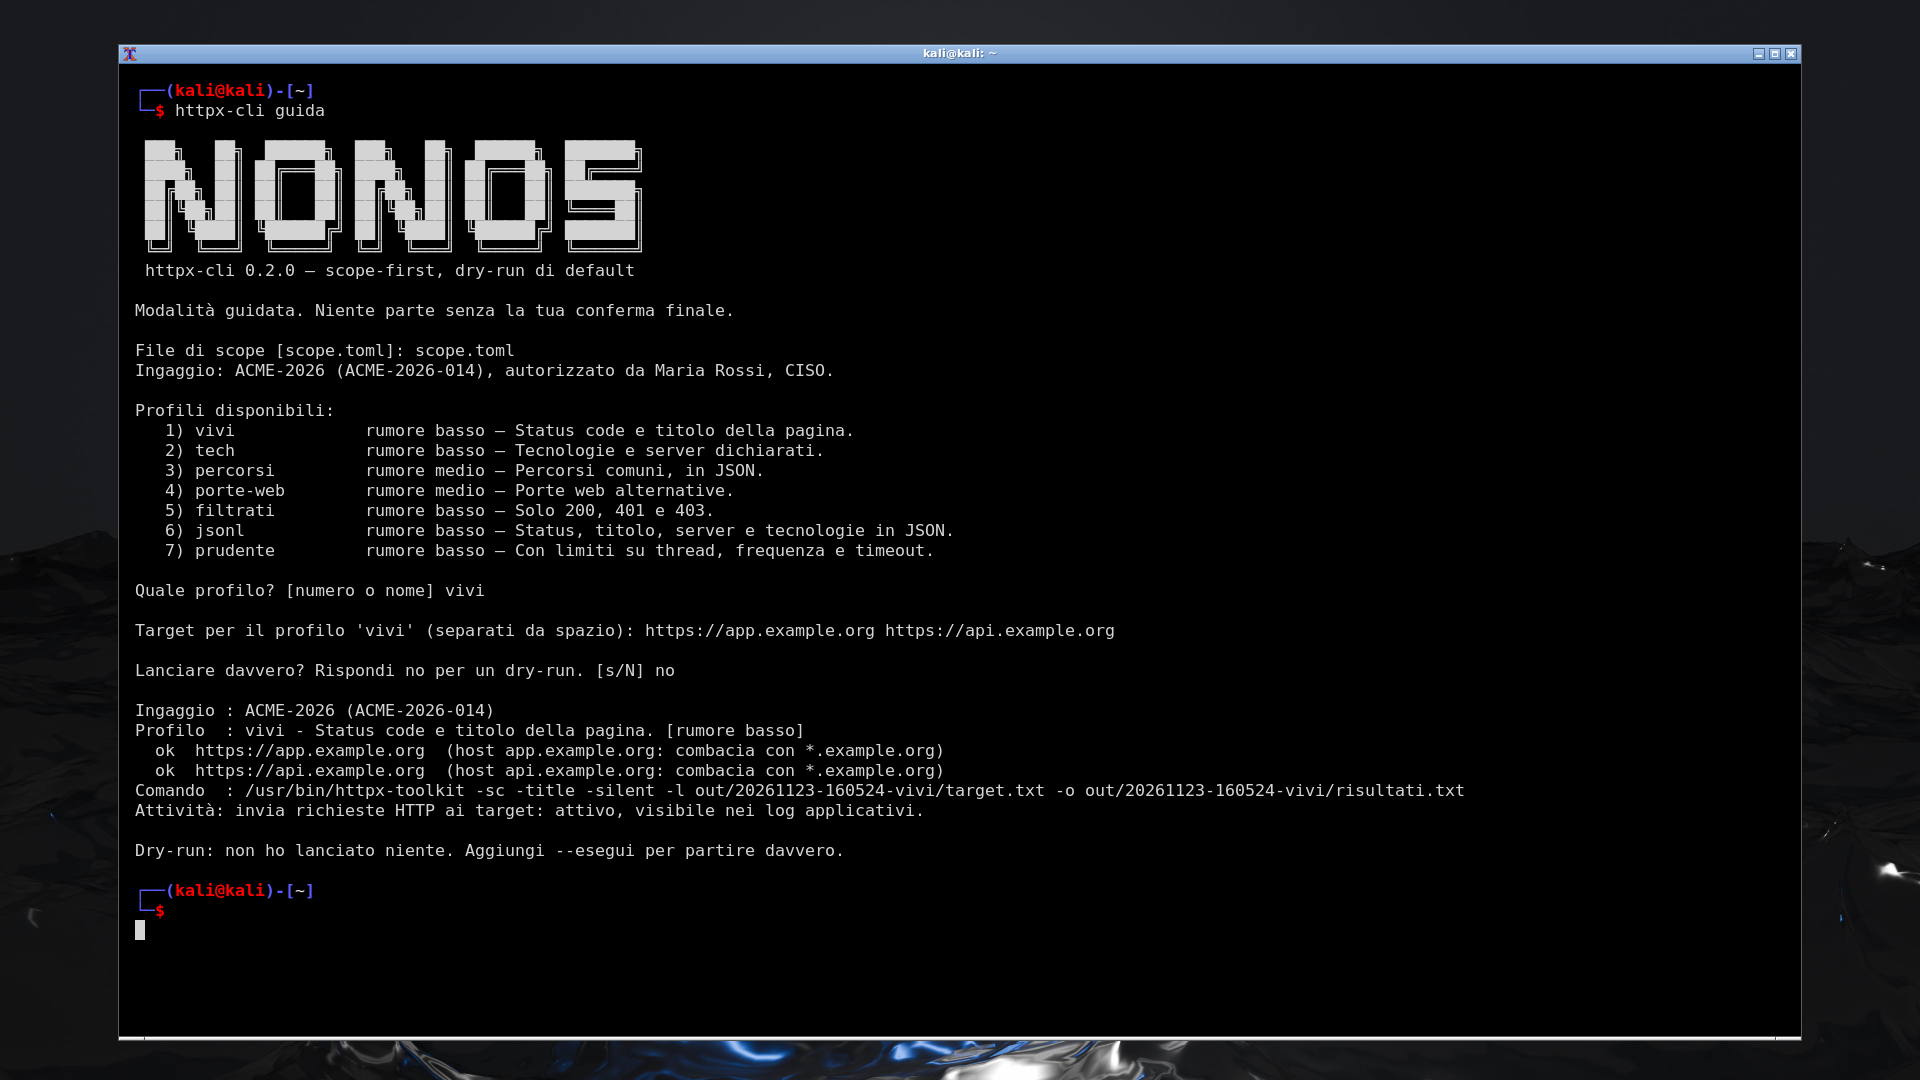 kali@kali: ~
┌──(kali@kali)-[~]
└─$ httpx-cli guida
NONOS
httpx-cli 0.2.0 — scope-first, dry-run di default
Modalità guidata. Niente parte senza la tua conferma finale.
File di scope [scope.toml]: scope.toml
Ingaggio: ACME-2026 (ACME-2026-014), autorizzato da Maria Rossi, CISO.
Profili disponibili:
1) vivi rumore basso — Status code e titolo della pagina.
2) tech rumore basso — Tecnologie e server dichiarati.
3) percorsi rumore medio — Percorsi comuni, in JSON.
4) porte-web rumore medio — Porte web alternative.
5) filtrati rumore basso — Solo 200, 401 e 403.
6) jsonl rumore basso — Status, titolo, server e tecnologie in JSON.
7) prudente rumore basso — Con limiti su thread, frequenza e timeout.
Quale profilo? [numero o nome] vivi
Target per il profilo 'vivi' (separati da spazio): https://app.example.org https://api.example.org
Lanciare davvero? Rispondi no per un dry-run. [s/N] no
Ingaggio : ACME-2026 (ACME-2026-014)
Profilo  : vivi - Status code e titolo della pagina. [rumore basso]
ok  https://app.example.org  (host app.example.org: combacia con *.example.org)
ok  https://api.example.org  (host api.example.org: combacia con *.example.org)
Comando  : /usr/bin/httpx-toolkit -sc -title -silent -l out/20261123-160524-vivi/target.txt -o out/20261123-160524-vivi/risultati.txt
Attività: invia richieste HTTP ai target: attivo, visibile nei log applicativi.
Dry-run: non ho lanciato niente. Aggiungi --esegui per partire davvero.
┌──(kali@kali)-[~]
└─$